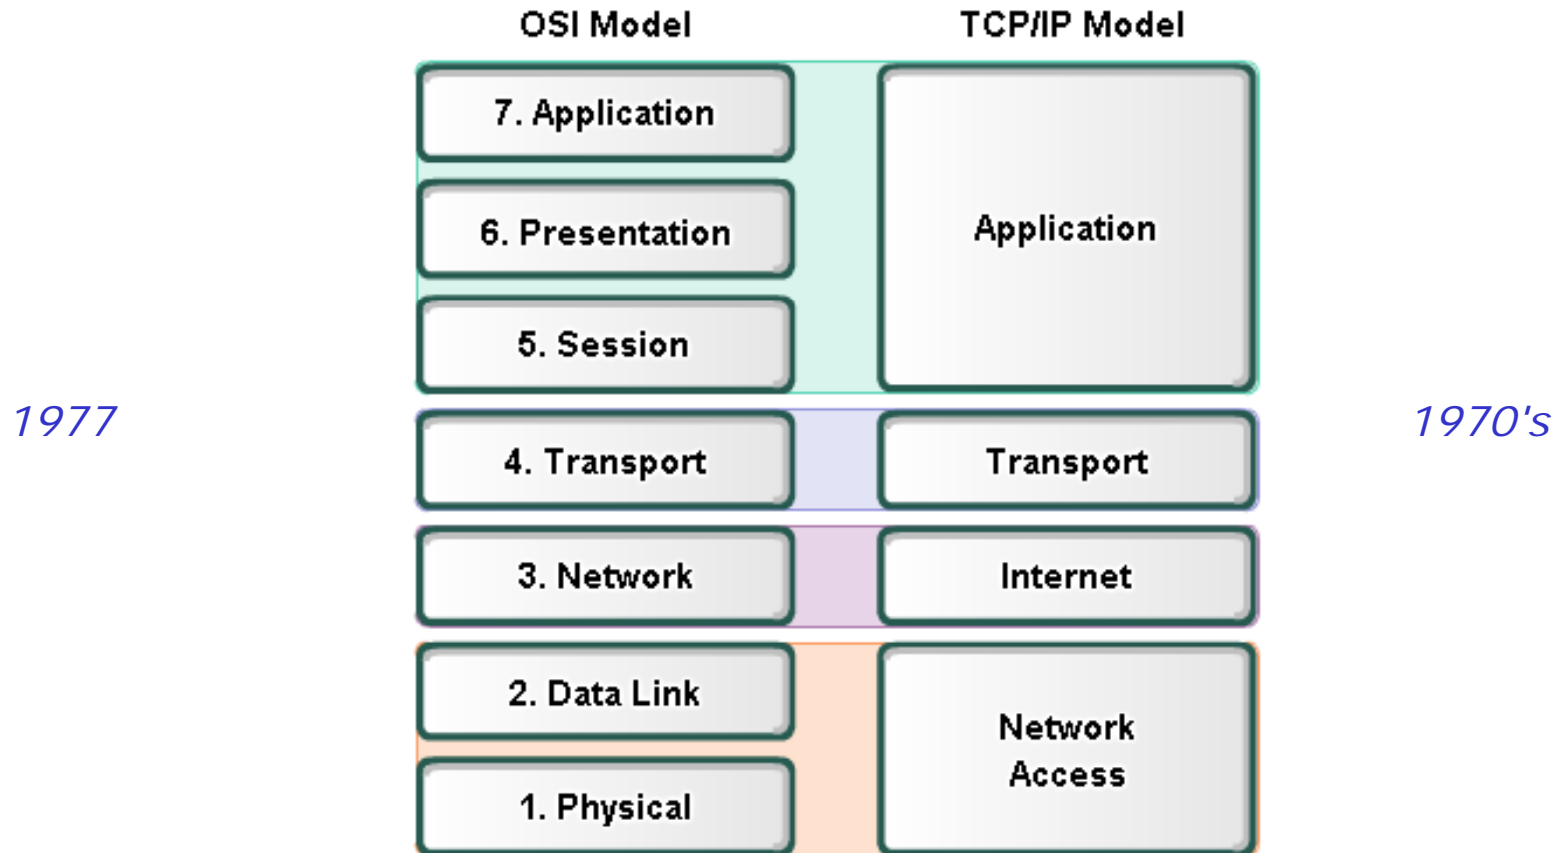 OSI Model
TCP/IP Model
7. Application
6. Presentation
5. Session
Application
1977
1970's
4. Transport
Transport
3. Network
Internet
2. Data Link
1. Physical
Network
Access